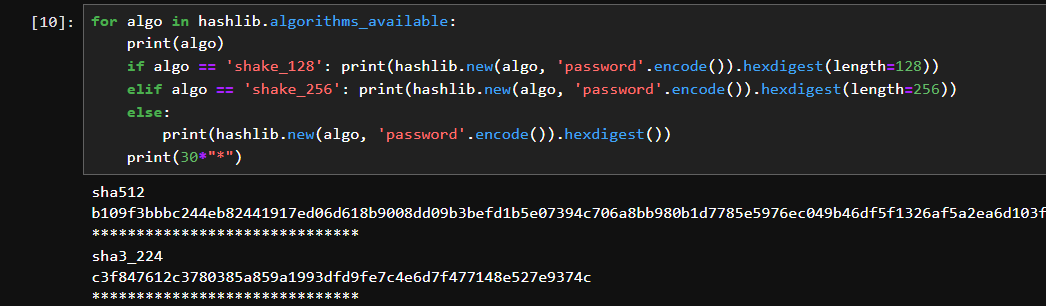 [10]: for algo in hashlib.algorithms_available:
    print(algo)
    if algo == 'shake_128': print(hashlib.new(algo, 'password'.encode()).hexdigest(length=128))
    elif algo == 'shake_256': print(hashlib.new(algo, 'password'.encode()).hexdigest(length=256))
    else:
        print(hashlib.new(algo, 'password'.encode()).hexdigest())
    print(30*"*")
sha512
b109f3bbbc244eb82441917ed06d618b9008dd09b3befd1b5e07394c706a8bb980b1d7785e5976ec049b46df5f1326af5a2ea6d103f
******************************
sha3_224
c3f847612c3780385a859a1993dfd9fe7c4e6d7f477148e527e9374c
******************************